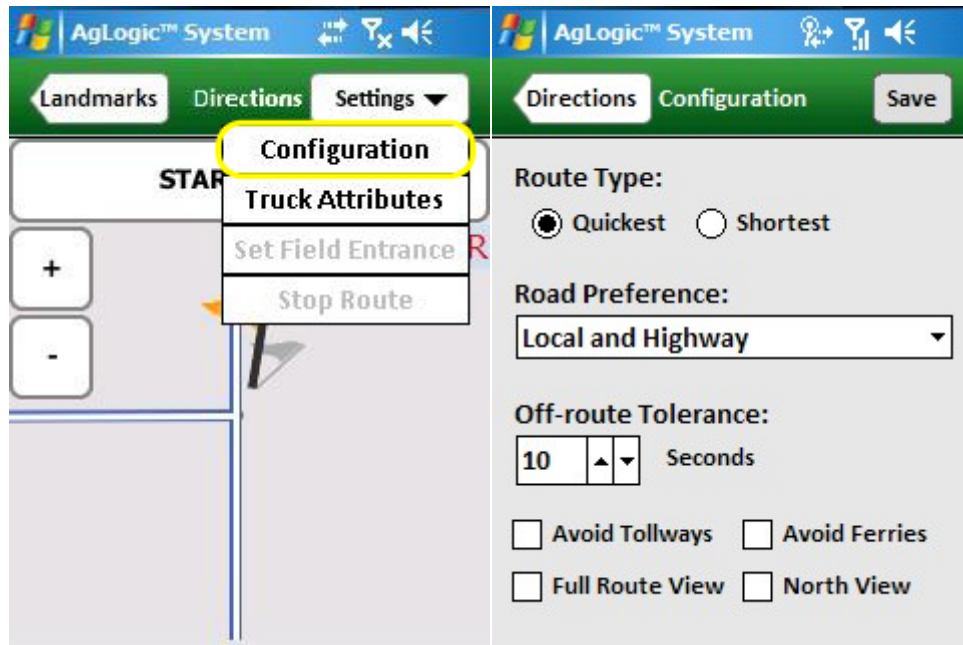 AgLogic™ System
Landmarks Directions Settings
Configuration
STAR
Truck Attributes
Set Field Entrance
R
Stop Route
+
-
AgLogic™ System
Directions Configuration Save
Route Type:
Quickest Shortest
Road Preference:
Local and Highway
Off-route Tolerance:
10 Seconds
Avoid Tollways Avoid Ferries
Full Route View North View